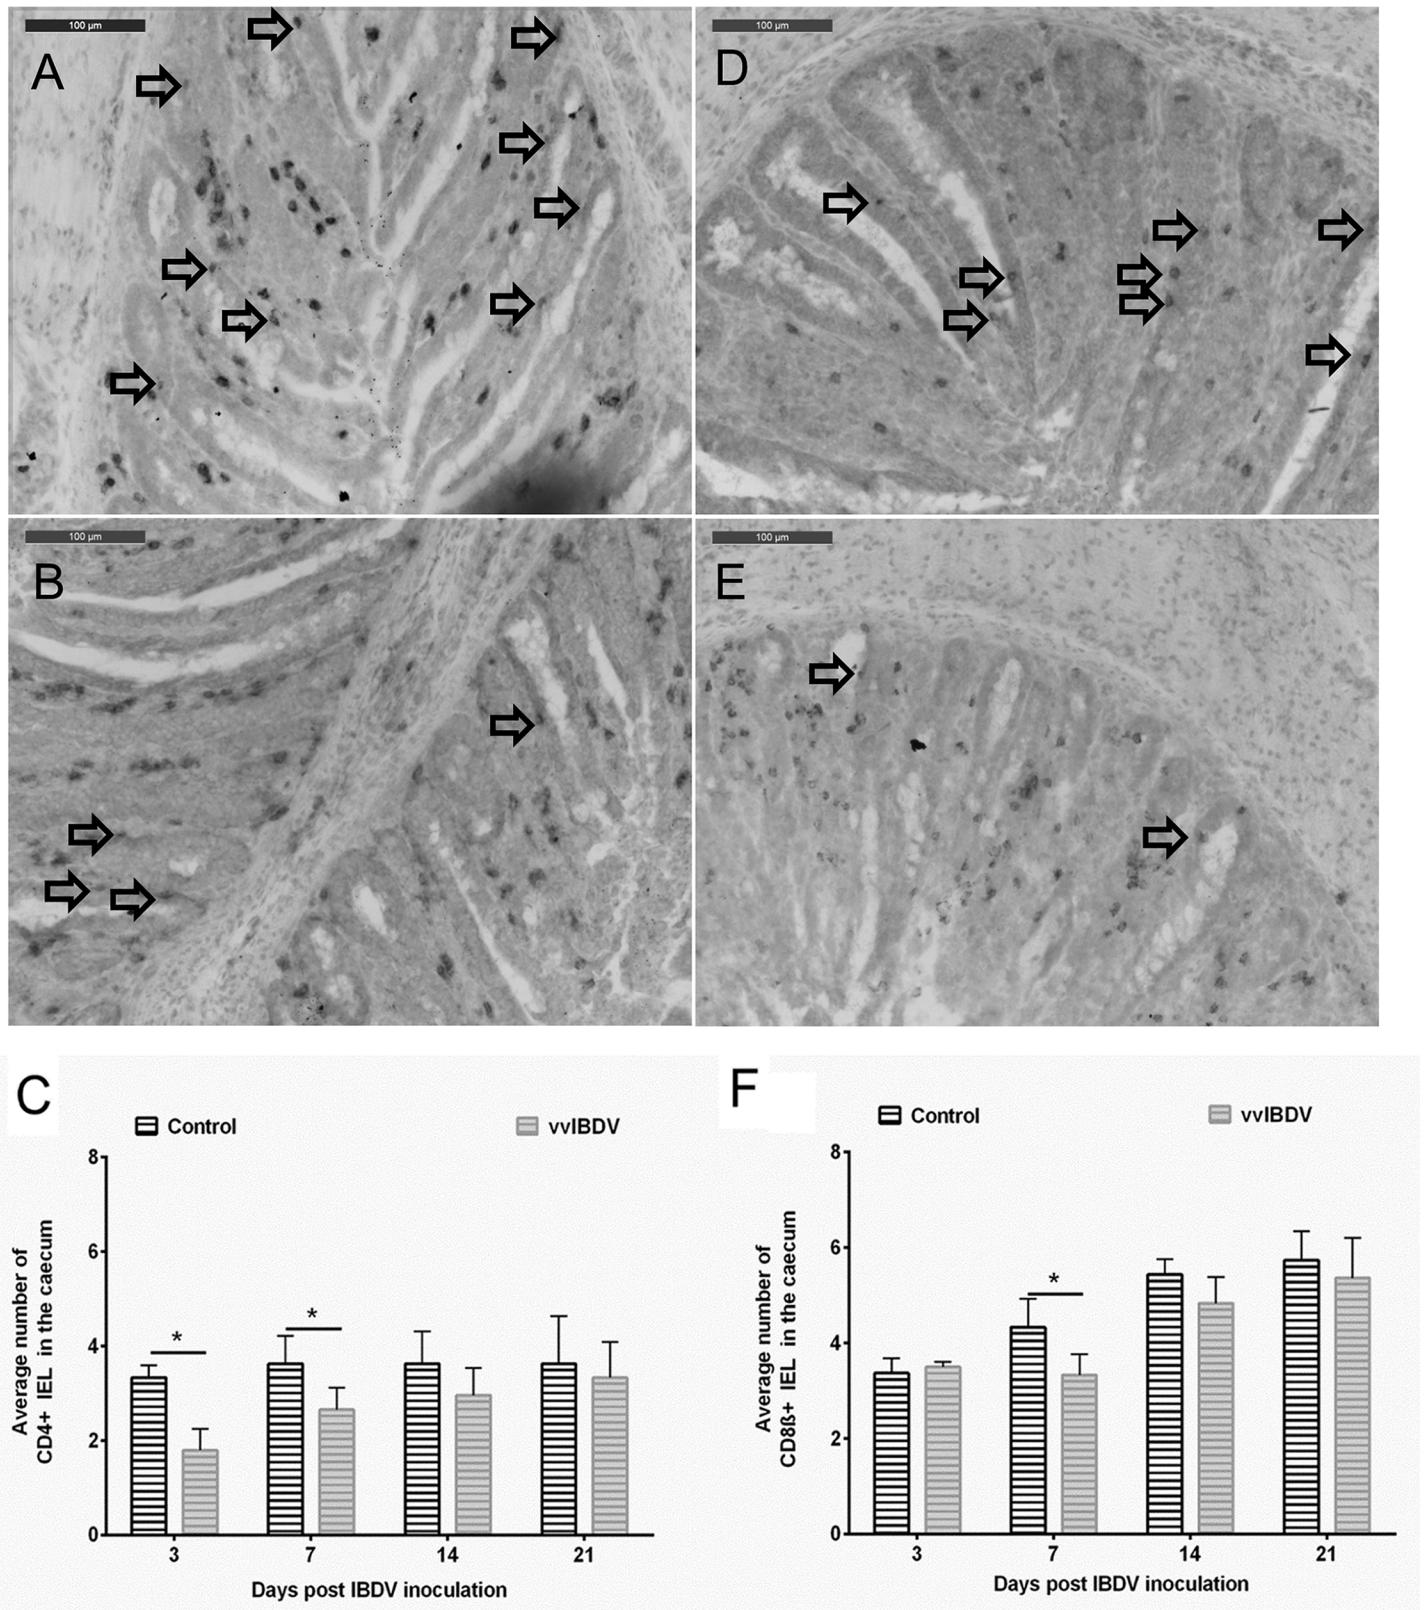 100 µm
A
100 µm
D
100 µm
B
100 µm
E
C
Control
vvIBDV
8
6
4
2
0
*
*
Average number of
CD4+ IEL in the caecum
3
7
14
21
Days post IBDV inoculation
F
Control
vvIBDV
8
6
4
2
0
*
Average number of
CD8ß+ IEL in the caecum
3
7
14
21
Days post IBDV inoculation